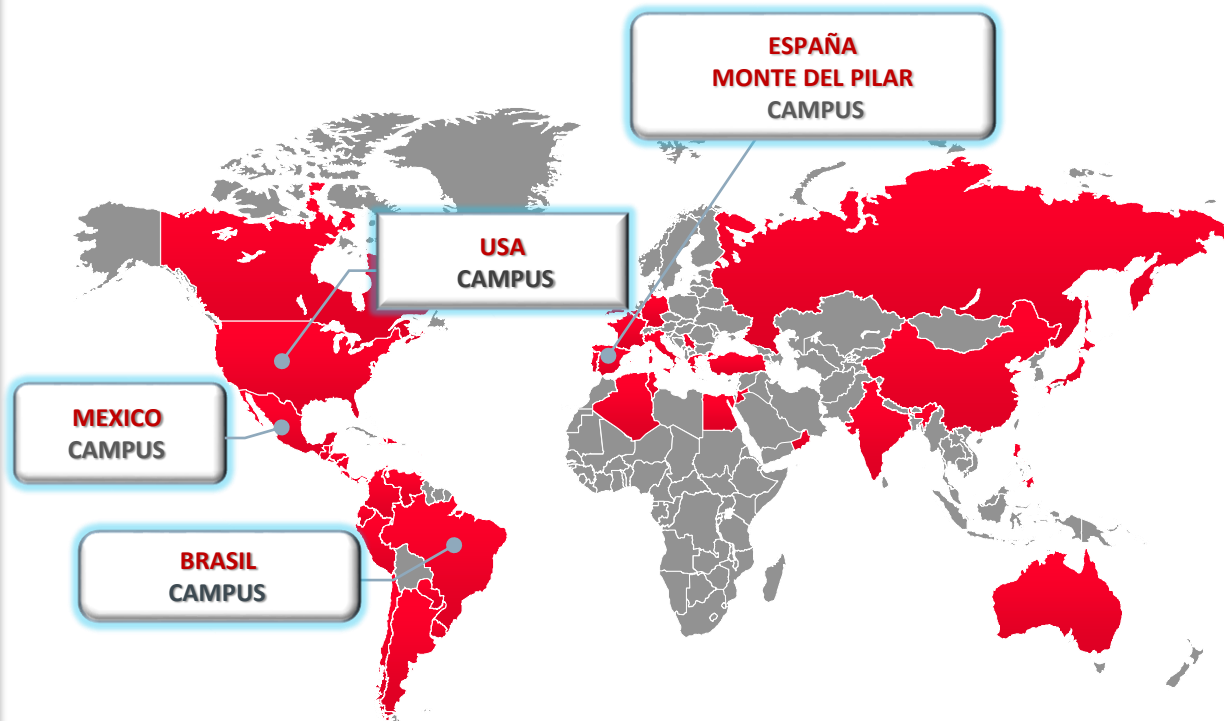 ESPAÑA
MONTE DEL PILAR
CAMPUS
USA
CAMPUS
MEXICO
CAMPUS
BRASIL
CAMPUS